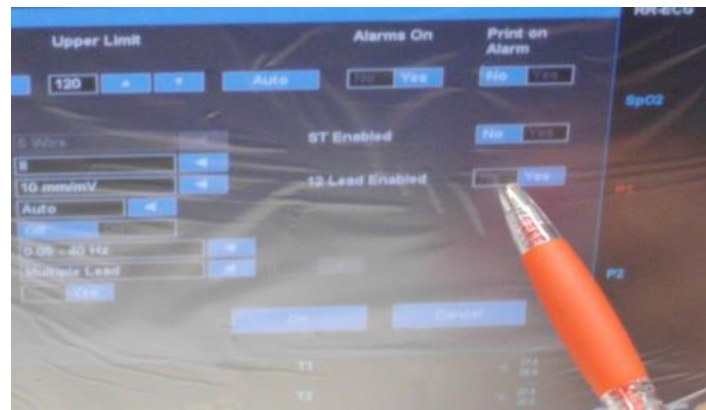 RR-ECG
Upper Limit
Alarms On
Print on
Alarm
120
Auto
No Yes
No Yes
SpO2
5 Wire
ST Enabled
No Yes
II
10 mm/mV
12 Lead Enabled
Yes
P1
Auto
Off
0.05 - 40 Hz
Multiple Lead
P2
Yes
Cancel
T1
T2